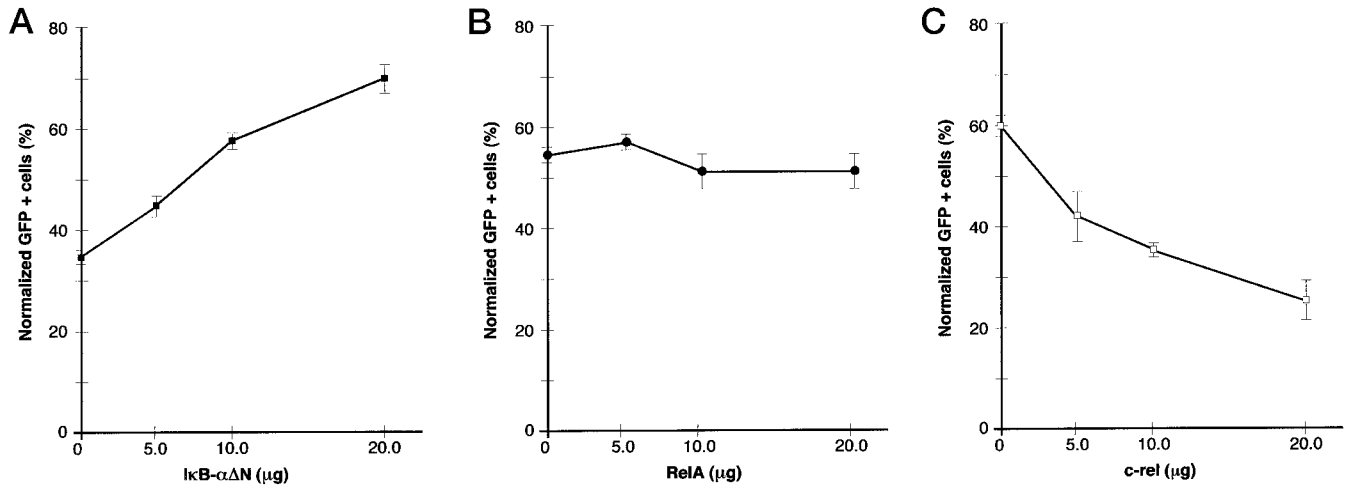 A
Normalized GFP + cells (%)
80
60
40
20
0
0 5.0 10.0 20.0
IκB-αΔN (μg)
B
Normalized GFP + cells (%)
80
60
40
20
0
0 5.0 10.0 20.0
RelA (μg)
C
Normalized GFP + cells (%)
80
60
40
20
0
0 5.0 10.0 20.0
c-rel (μg)